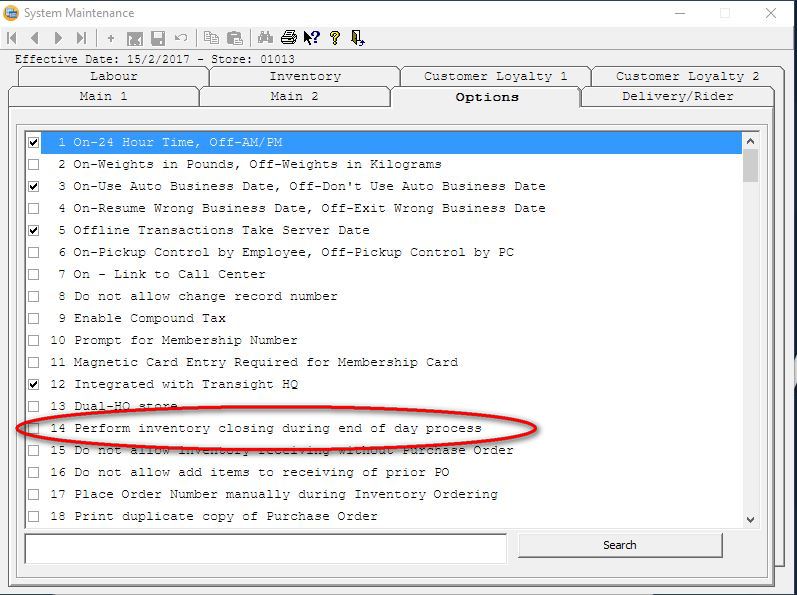 System Maintenance
Effective Date: 15/2/2017 - Store: 01013
Labour Inventory Customer Loyalty 1 Customer Loyalty 2
Main 1 Main 2 Options Delivery/Rider
1 On-24 Hour Time, Off-AM/PM
2 On-Weights in Pounds, Off-Weights in Kilograms
3 On-Use Auto Business Date, Off-Don't Use Auto Business Date
4 On-Resume Wrong Business Date, Off-Exit Wrong Business Date
5 Offline Transactions Take Server Date
6 On-Pickup Control by Employee, Off-Pickup Control by PC
7 On - Link to Call Center
8 Do not allow change record number
9 Enable Compound Tax
10 Prompt for Membership Number
11 Magnetic Card Entry Required for Membership Card
12 Integrated with Transight HQ
13 Dual-HQ store
14 Perform inventory closing during end of day process
15 Do not allow inventory receiving without Purchase Order
16 Do not allow add items to receiving of prior PO
17 Place Order Number manually during Inventory Ordering
18 Print duplicate copy of Purchase Order
Search